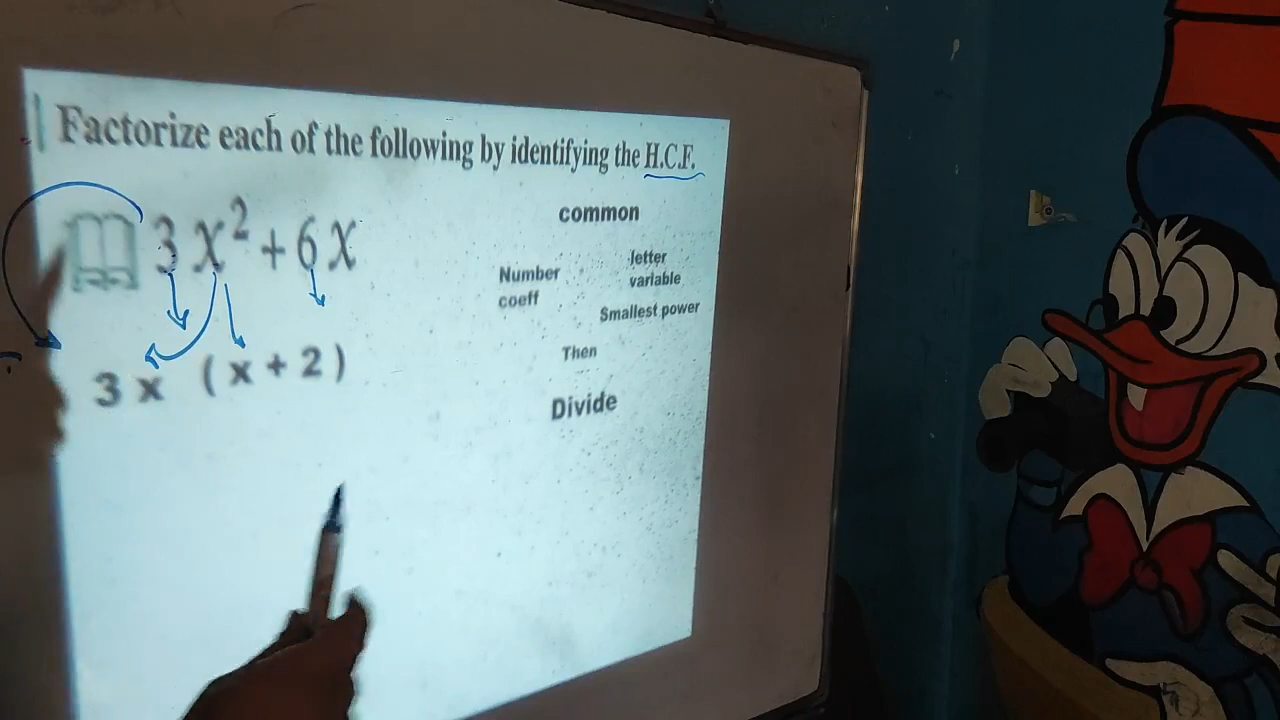 Factorize each of the following by identifying the H.C.F.
3x² + 6x
3x (x + 2)
common
Number
coeff
letter
variable
Smallest power
Then
Divide